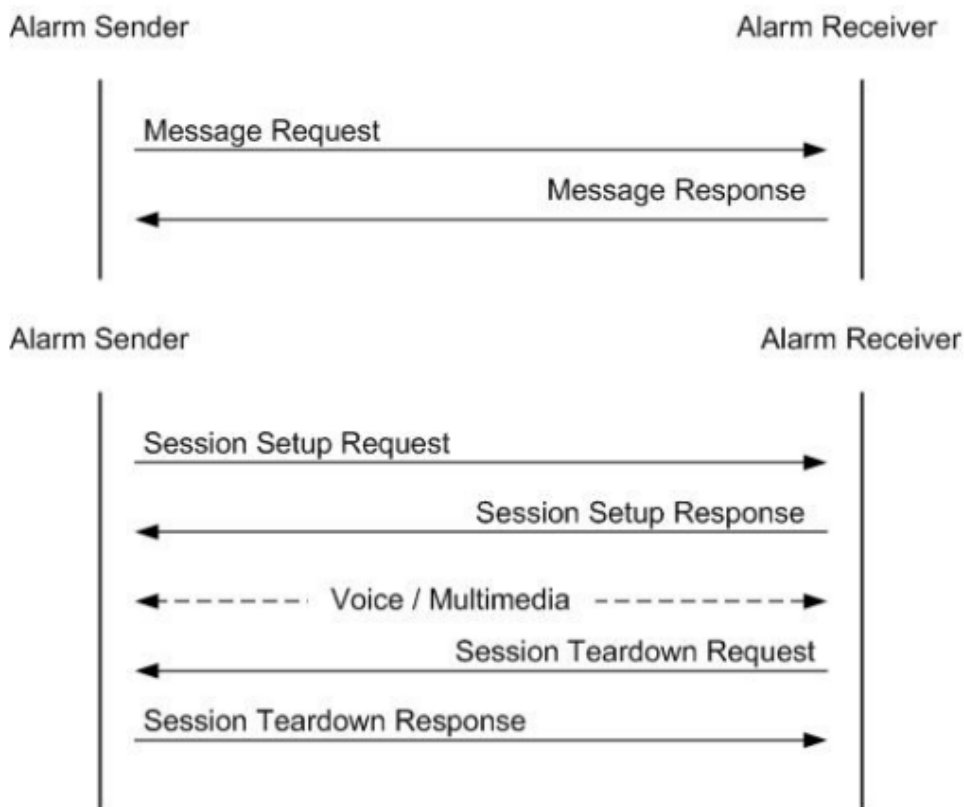 Alarm Sender
Alarm Receiver
Message Request
Message Response
Alarm Sender
Alarm Receiver
Session Setup Request
Session Setup Response
Voice / Multimedia
Session Teardown Request
Session Teardown Response